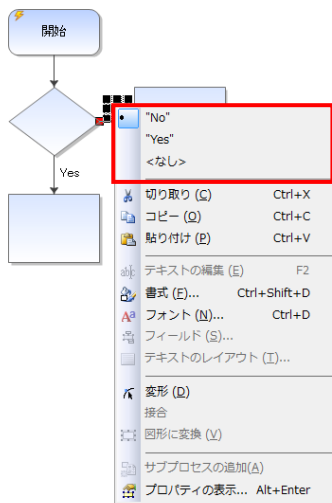 開始
Yes
"No"
"Yes"
<なし>
切り取り (C) Ctrl+X
コピー (O) Ctrl+C
貼り付け (P) Ctrl+V
テキストの編集 (E) F2
書式 (F)... Ctrl+Shift+D
フォント (N)... Ctrl+D
フィールド (S)...
テキストのレイアウト (T)...
変形 (D)
接合
図形に変換 (V)
サブプロセスの追加(A)
プロパティの表示... Alt+Enter